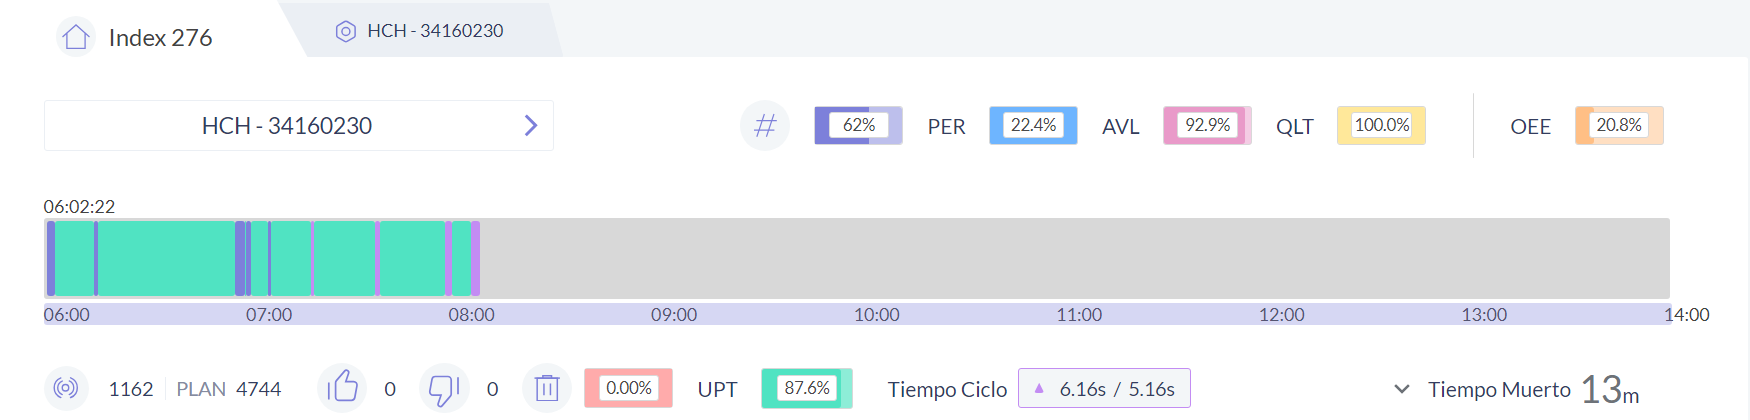 Index 276
HCH - 34160230
HCH - 34160230
# 62% PER 22.4% AVL 92.9% QLT 100.0% OEE 20.8%
06:02:22
06:00 07:00 08:00 09:00 10:00 11:00 12:00 13:00 14:00
1162 PLAN 4744 0 0 0.00% UPT 87.6% Tiempo Ciclo 6.16s / 5.16s Tiempo Muerto 13m